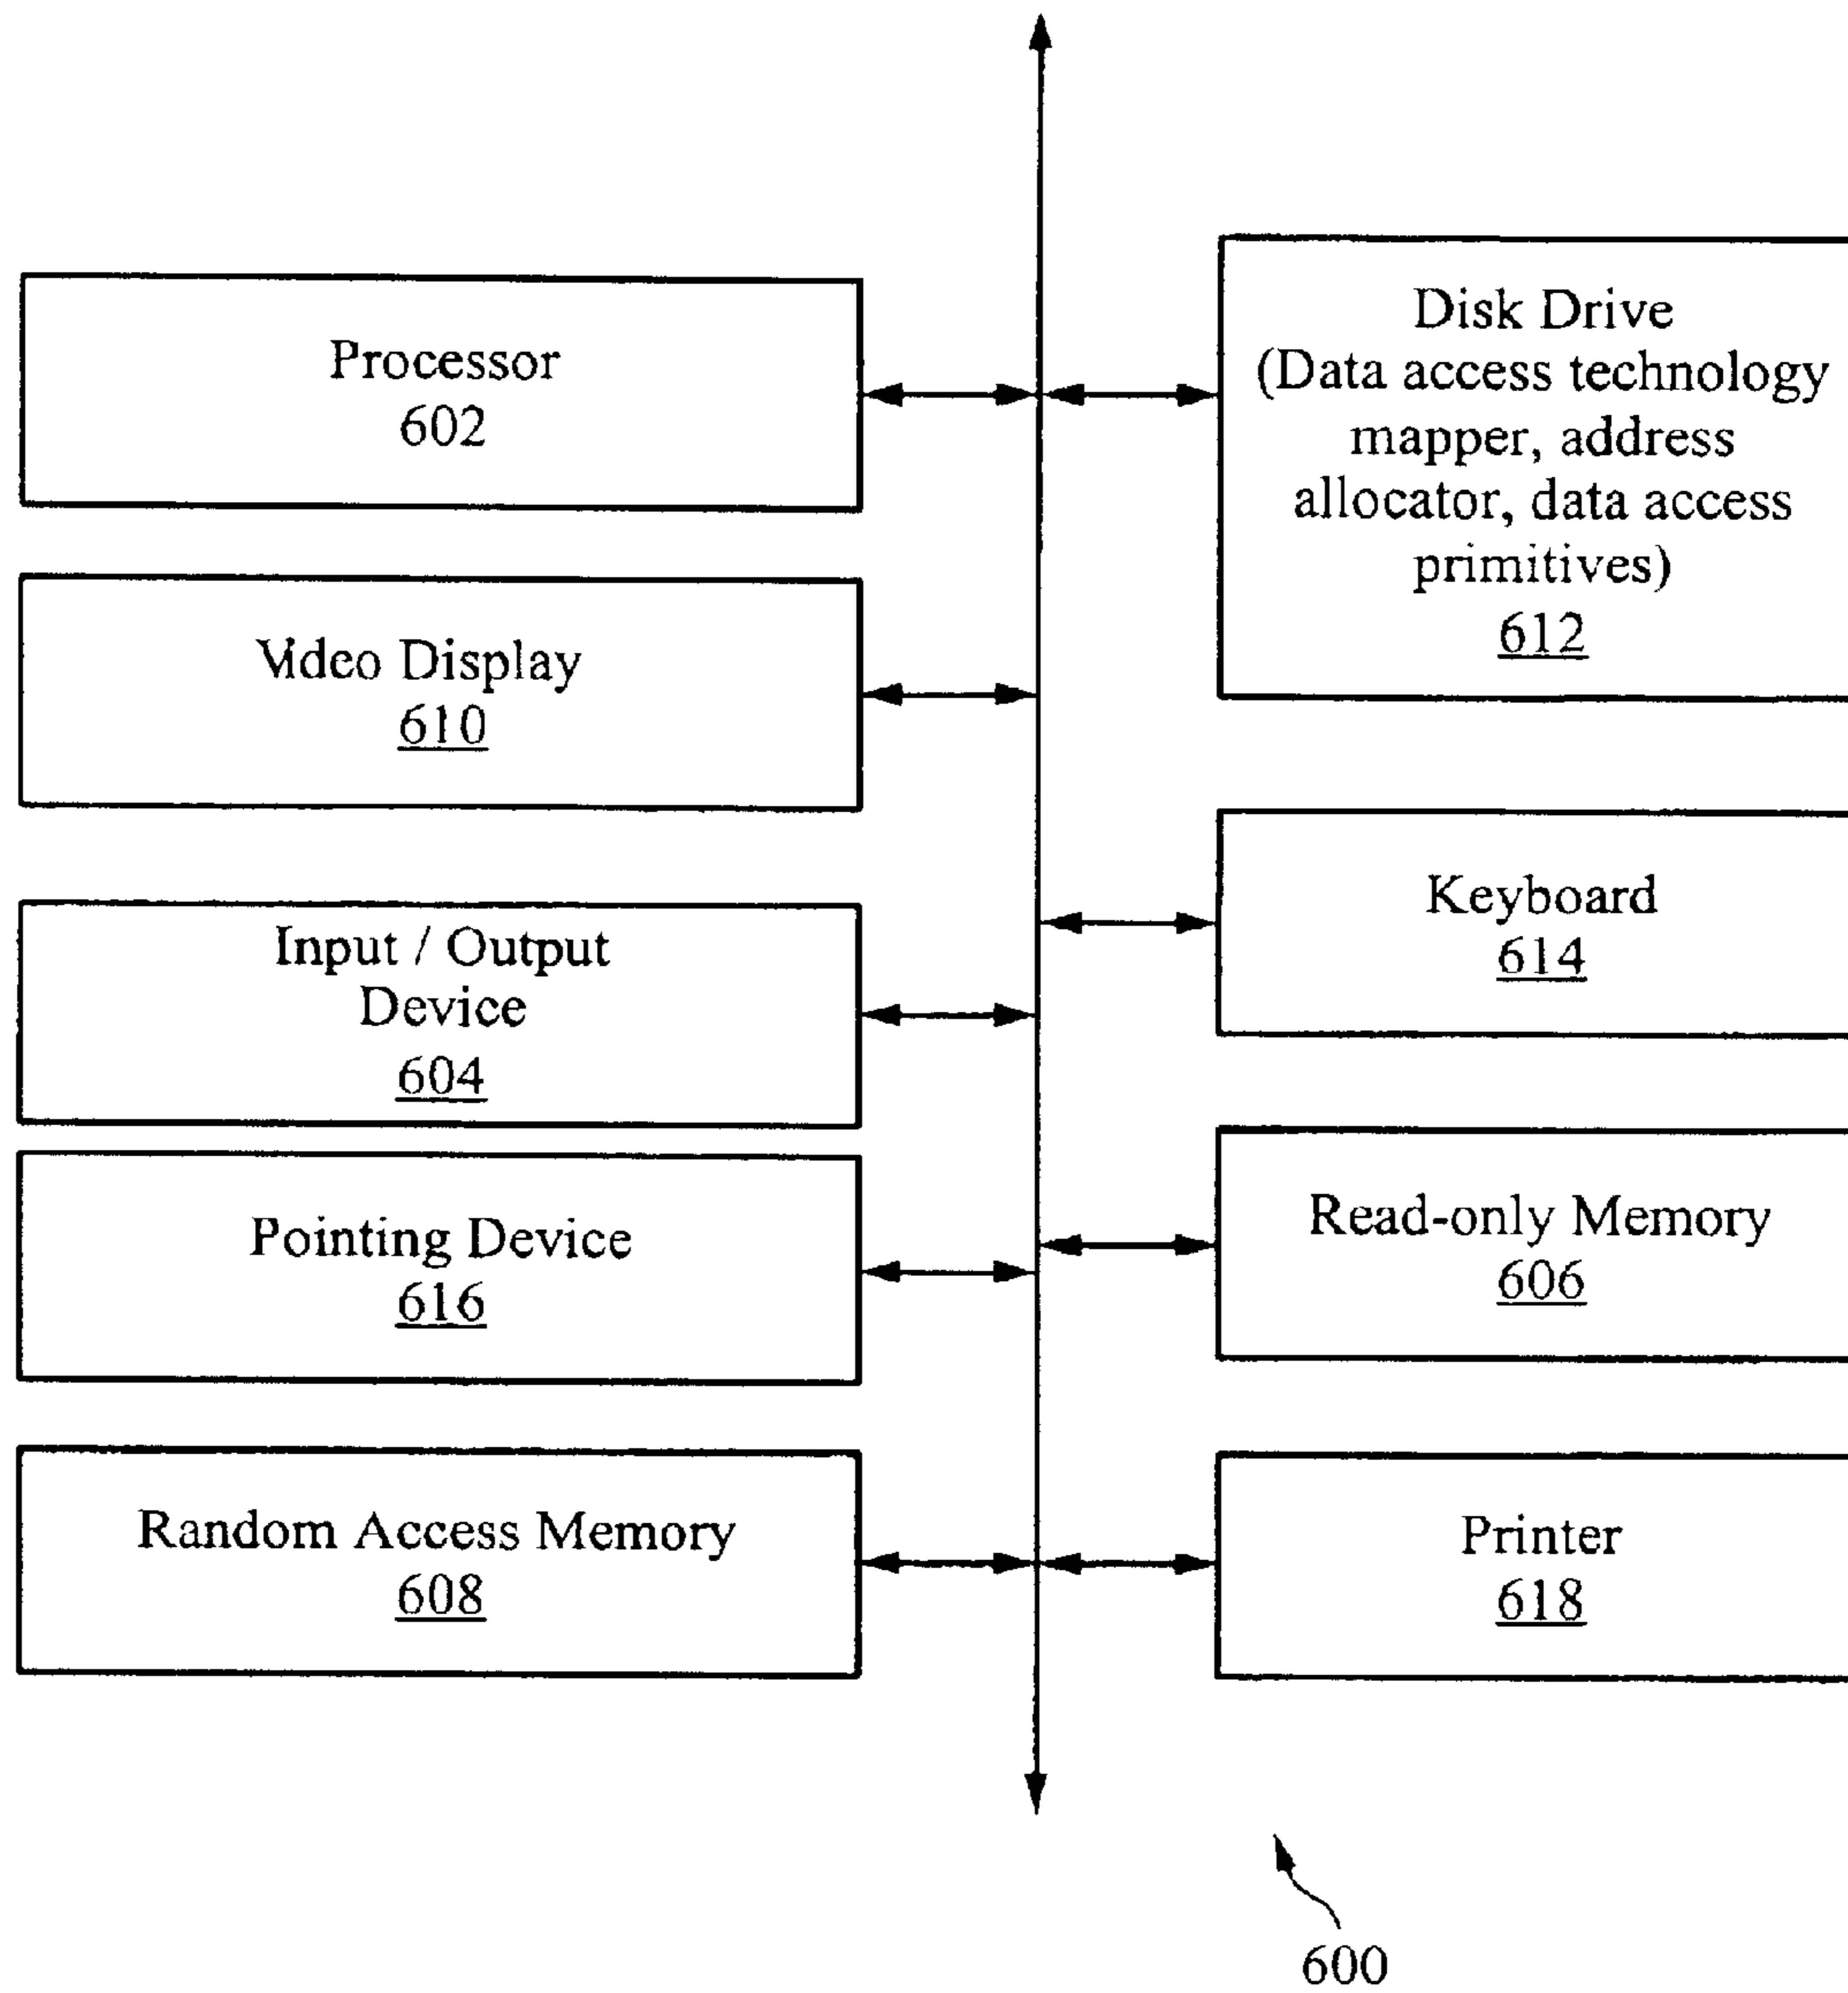 Processor
602
Video Display
610
Input / Output
Device
604
Pointing Device
616
Random Access Memory
608
Disk Drive
(Data access technology
mapper, address
allocator, data access
primitives)
612
Keyboard
614
Read-only Memory
606
Printer
618
600